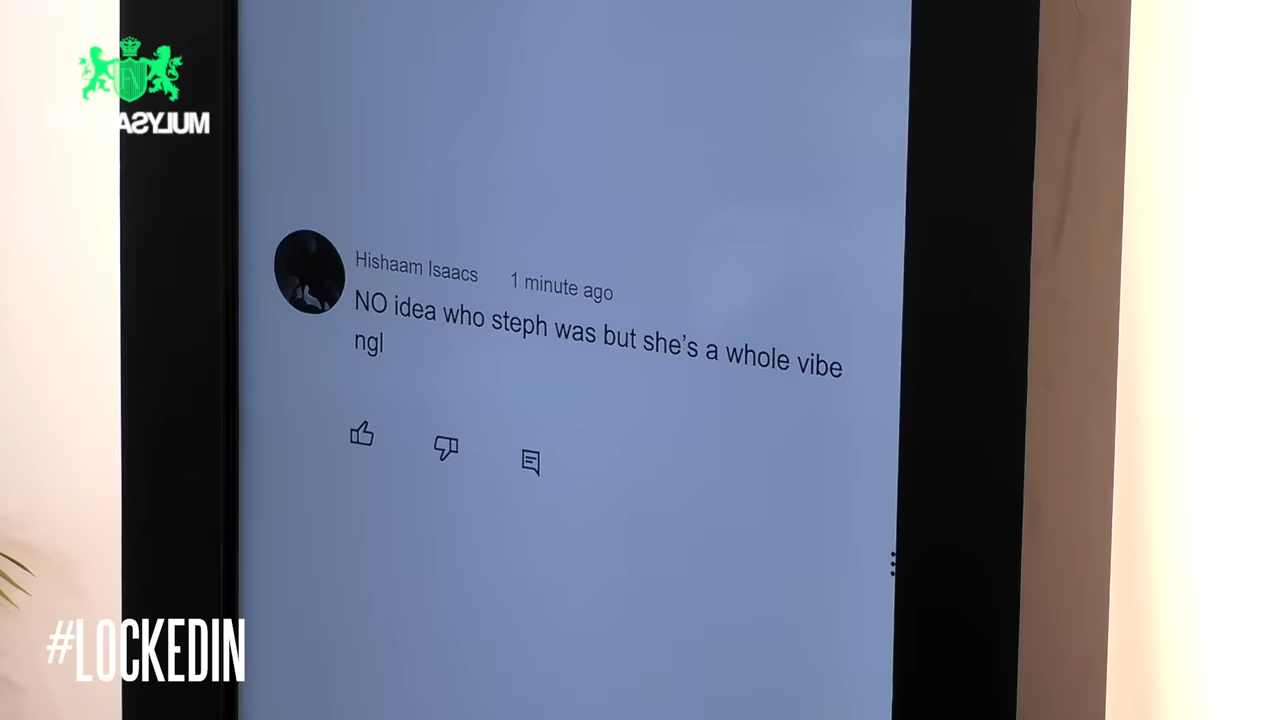 Hishaam Isaacs 1 minute ago
NO idea who steph was but she's a whole vibe
ngl
#LOCKEDIN